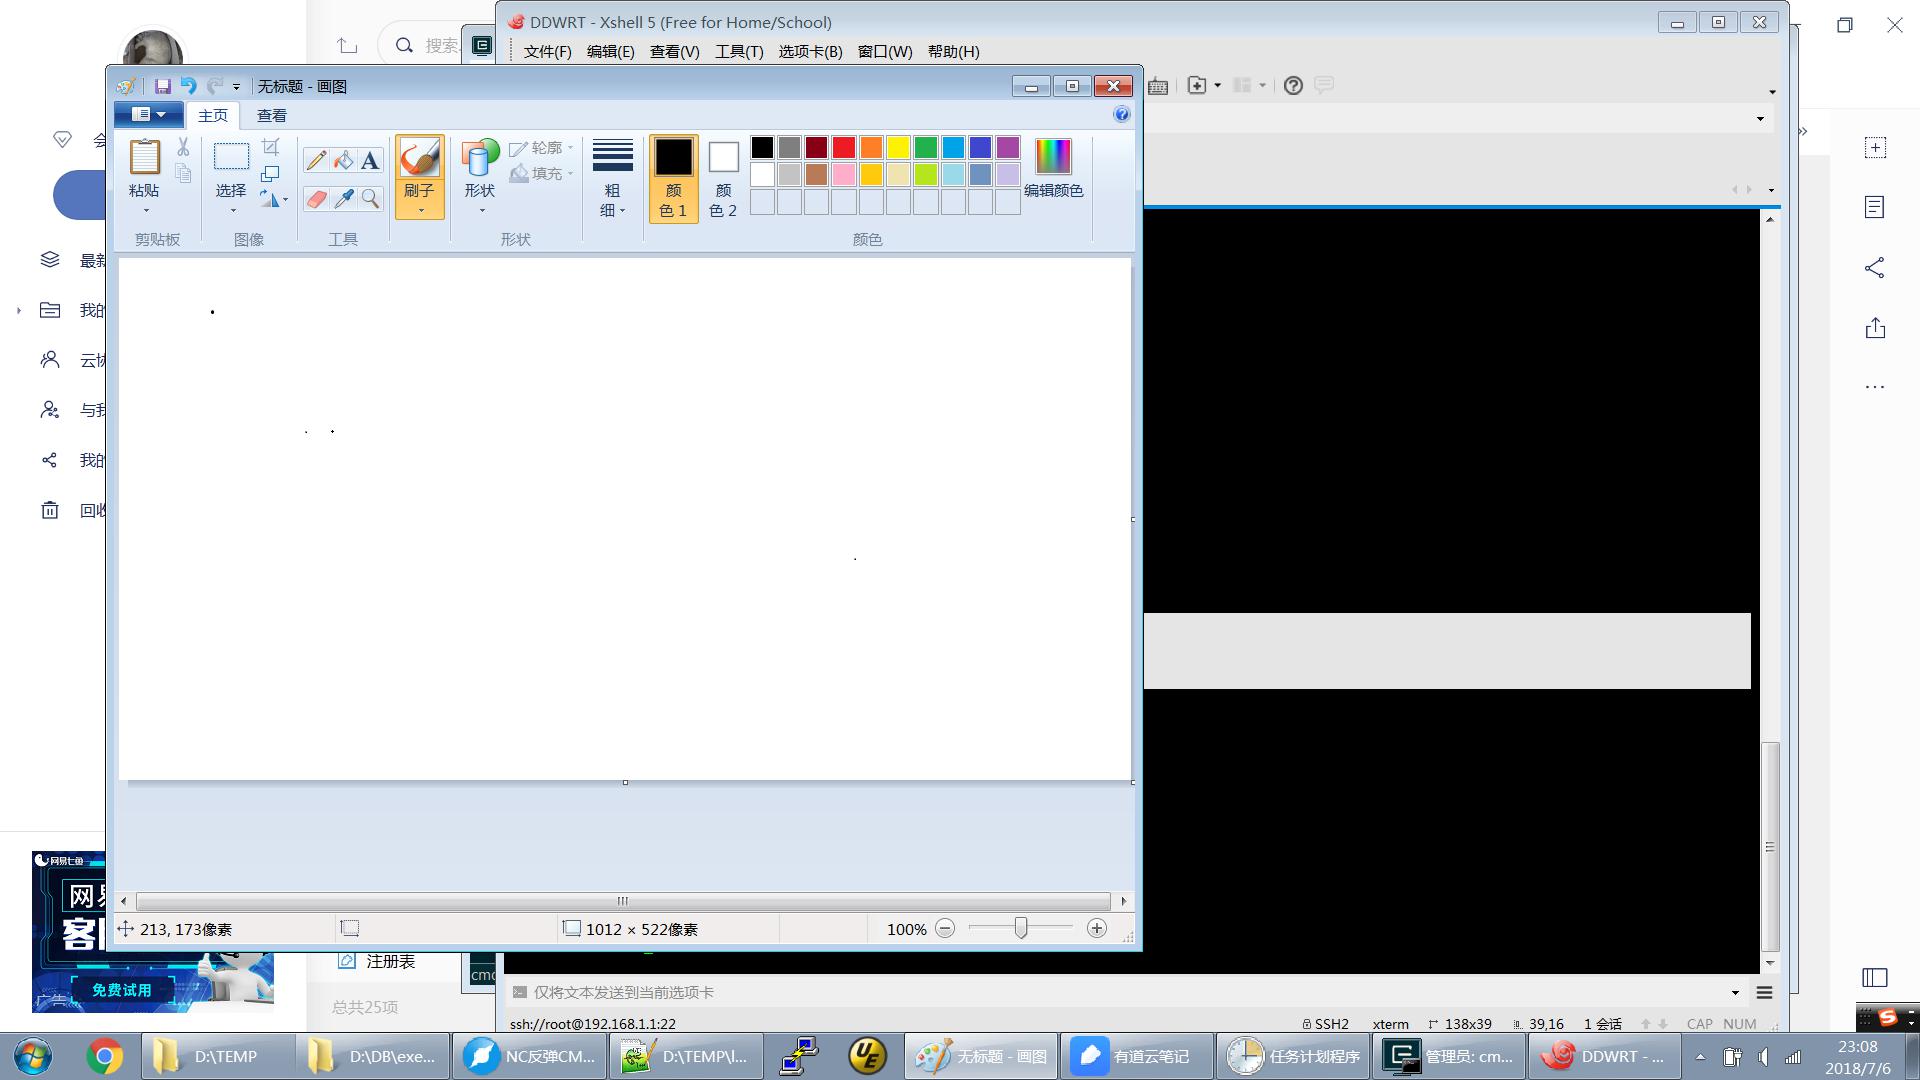 DDWRT - Xshell 5 (Free for Home/School)
搜索
文件(F) 编辑(E) 查看(V) 工具(T) 选项卡(B) 窗口(W) 帮助(H)
无标题 - 画图
主页 查看
粘贴
选择
刷子
形状
轮廓
填充
粗
细
颜
色 1
颜
色 2
编辑颜色
剪贴板 图像 工具 形状 颜色
会
最新
我的
云协
与我
我的
回收
213, 173像素
1012 × 522像素
100%
网易七鱼
网易
客
免费试用
广告
注册表
cmd
总共25项
仅将文本发送到当前选项卡
ssh://root@192.168.1.1:22
SSH2 xterm 138x39 39,16 1 会话 CAP NUM
D:\TEMP
D:\DB\exe...
NC反弹CM...
D:\TEMP\l...
UE
无标题 - 画图
有道云笔记
任务计划程序
管理员: cm...
DDWRT - ...
23:08
2018/7/6